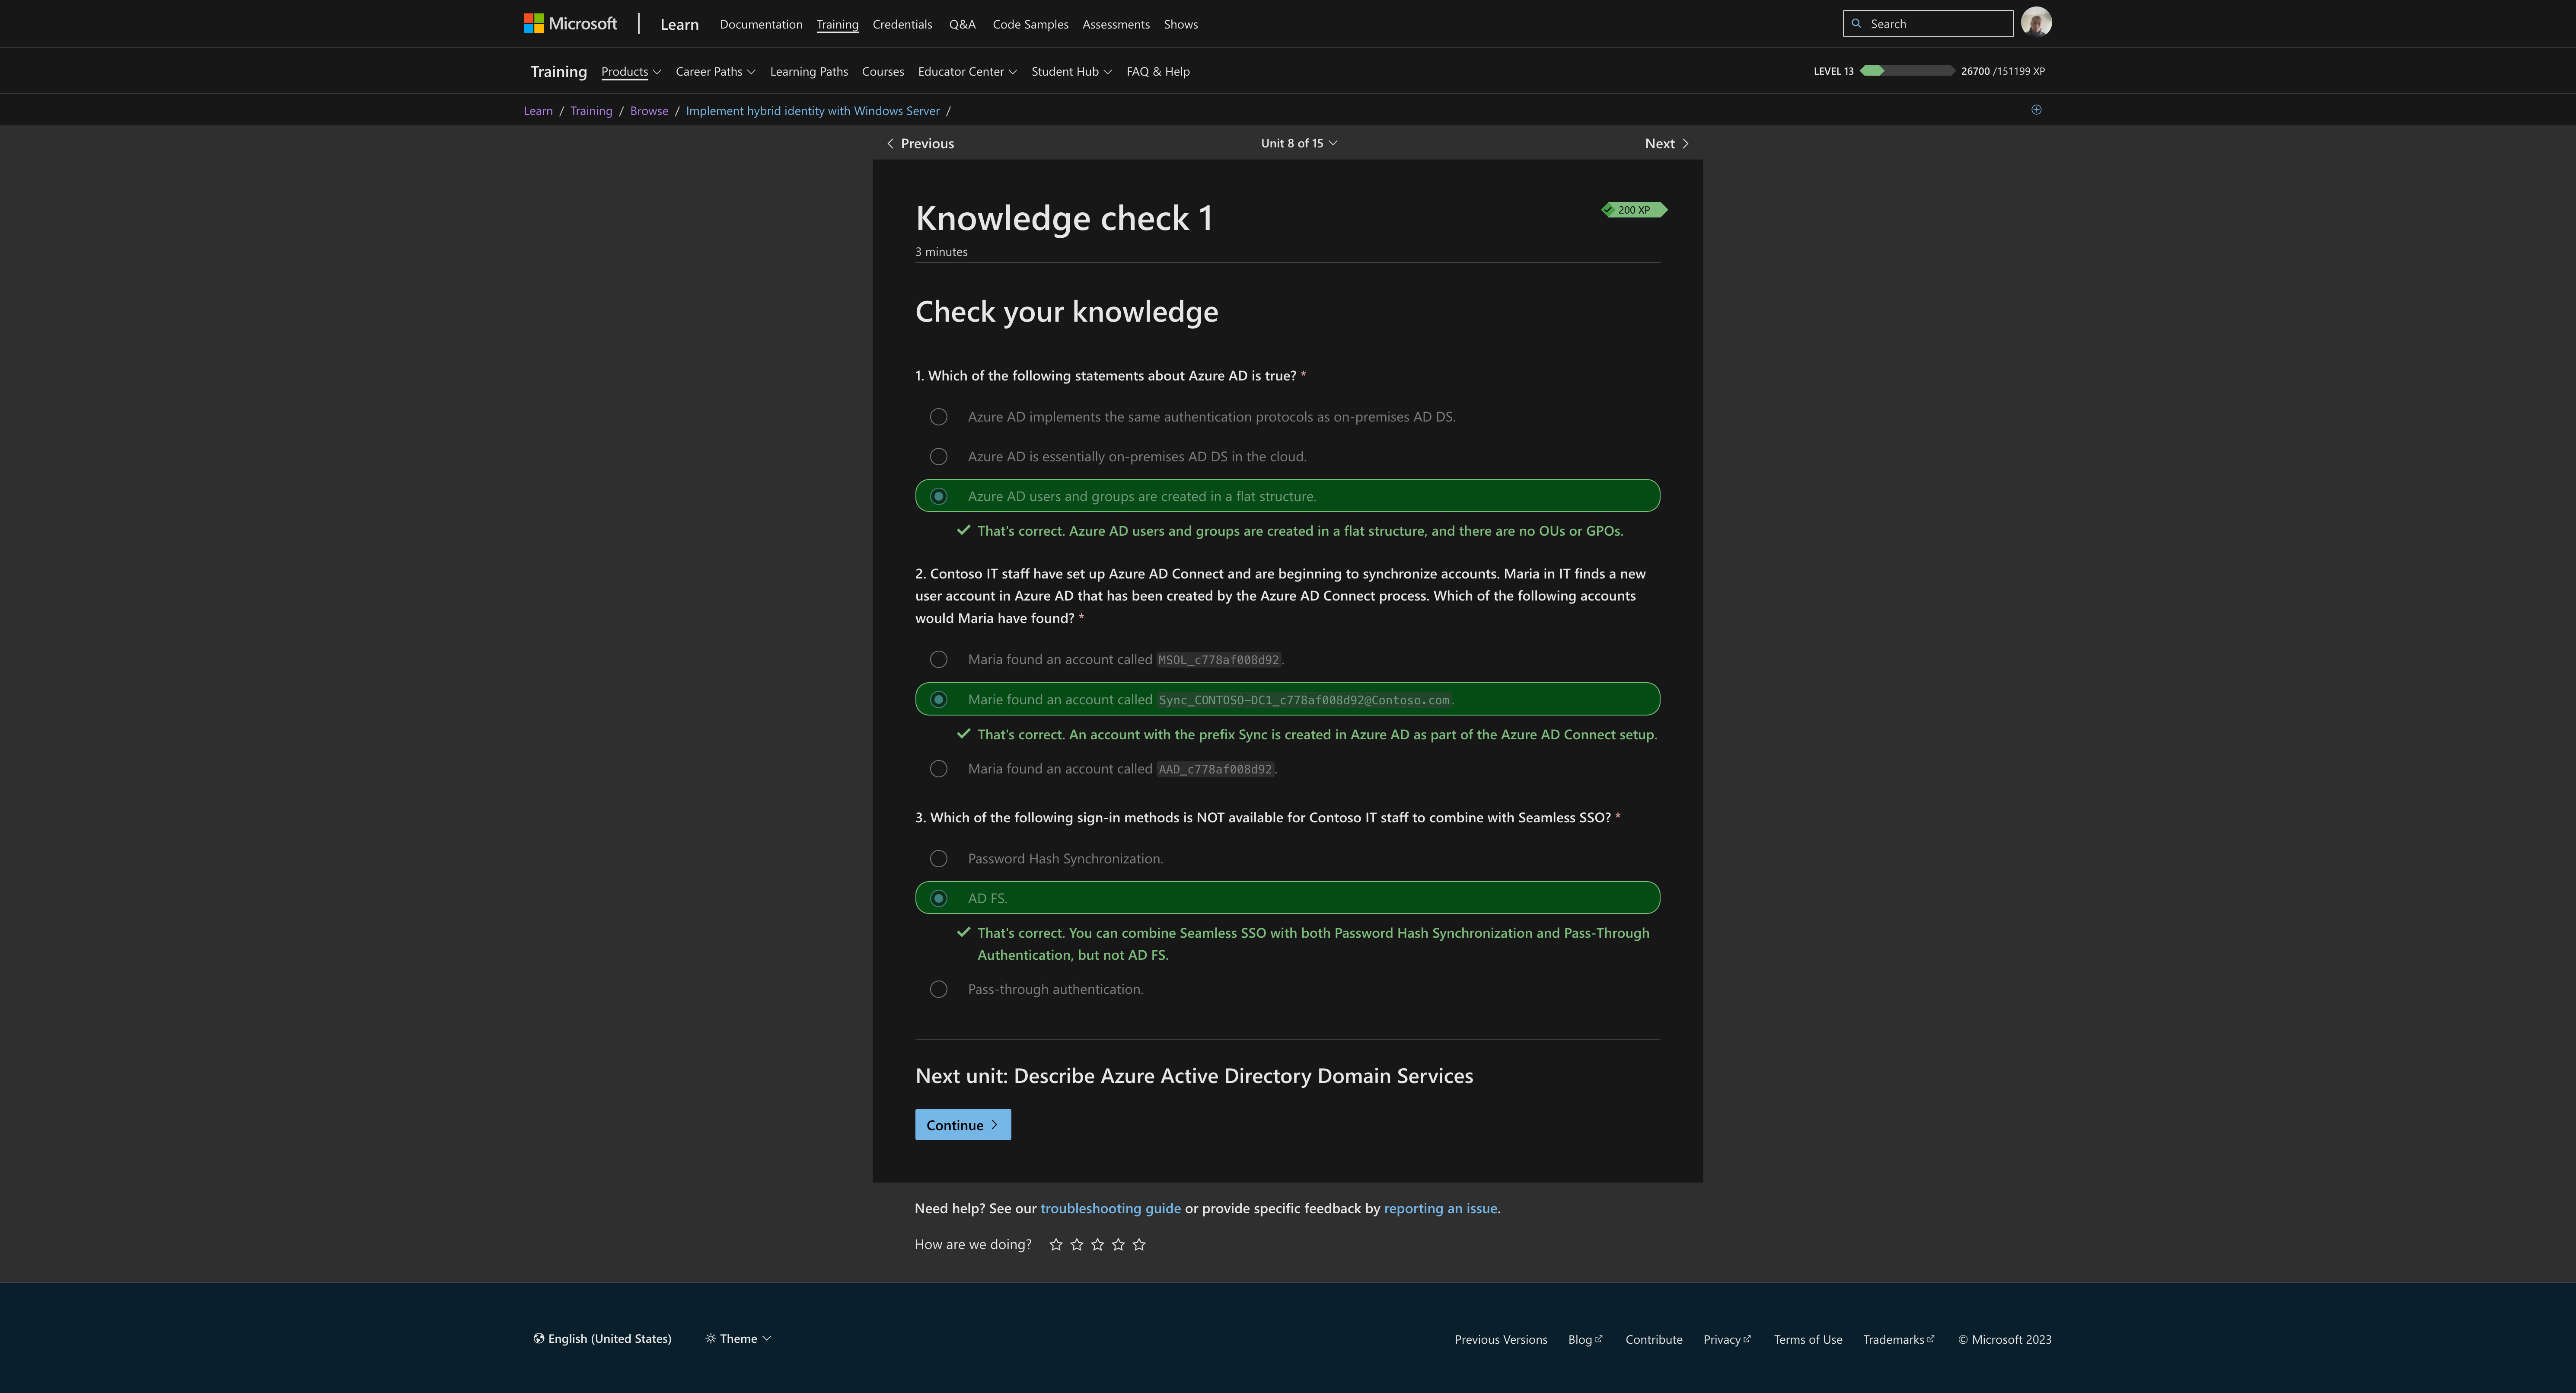 Microsoft | Learn Documentation Training Credentials Q&A Code Samples Assessments Shows Search
Training Products Career Paths Learning Paths Courses Educator Center Student Hub FAQ & Help LEVEL 13 26700 /151199 XP
Learn / Training / Browse / Implement hybrid identity with Windows Server /
Previous Unit 8 of 15 Next
Knowledge check 1
200 XP
3 minutes
Check your knowledge
1. Which of the following statements about Azure AD is true? *
Azure AD implements the same authentication protocols as on-premises AD DS.
Azure AD is essentially on-premises AD DS in the cloud.
Azure AD users and groups are created in a flat structure.
That's correct. Azure AD users and groups are created in a flat structure, and there are no OUs or GPOs.
2. Contoso IT staff have set up Azure AD Connect and are beginning to synchronize accounts. Maria in IT finds a new
user account in Azure AD that has been created by the Azure AD Connect process. Which of the following accounts
would Maria have found? *
Maria found an account called MSOL_c778af008d92.
Marie found an account called Sync_CONTOSO-DC1_c778af008d92@Contoso.com.
That's correct. An account with the prefix Sync is created in Azure AD as part of the Azure AD Connect setup.
Maria found an account called AAD_c778af008d92.
3. Which of the following sign-in methods is NOT available for Contoso IT staff to combine with Seamless SSO? *
Password Hash Synchronization.
AD FS.
That's correct. You can combine Seamless SSO with both Password Hash Synchronization and Pass-Through
Authentication, but not AD FS.
Pass-through authentication.
Next unit: Describe Azure Active Directory Domain Services
Continue
Need help? See our troubleshooting guide or provide specific feedback by reporting an issue.
How are we doing?
English (United States) Theme Previous Versions Blog Contribute Privacy Terms of Use Trademarks © Microsoft 2023